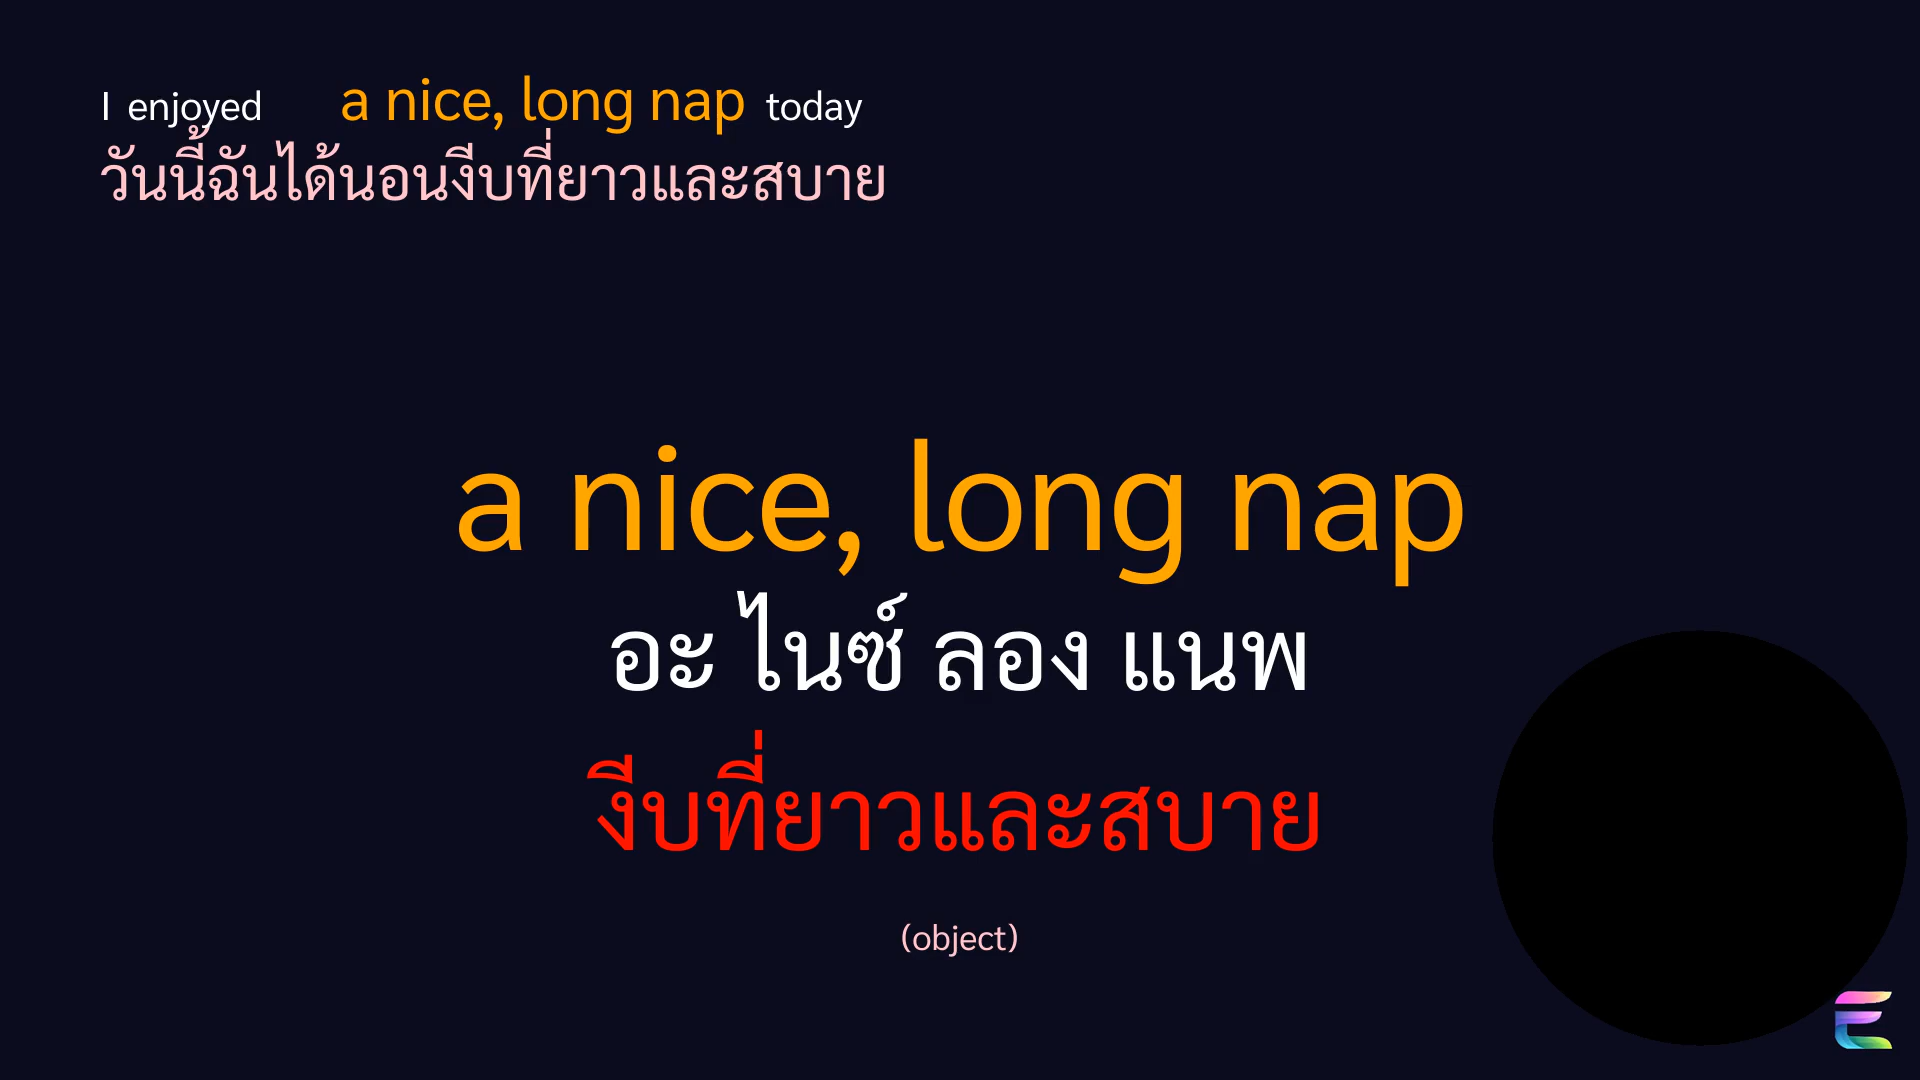 I enjoyed a nice, long nap today
วันนี้ฉันได้นอนงีบที่ยาวและสบาย
a nice, long nap
อะ ไนซ์ ลอง แนพ
งีบที่ยาวและสบาย
(object)